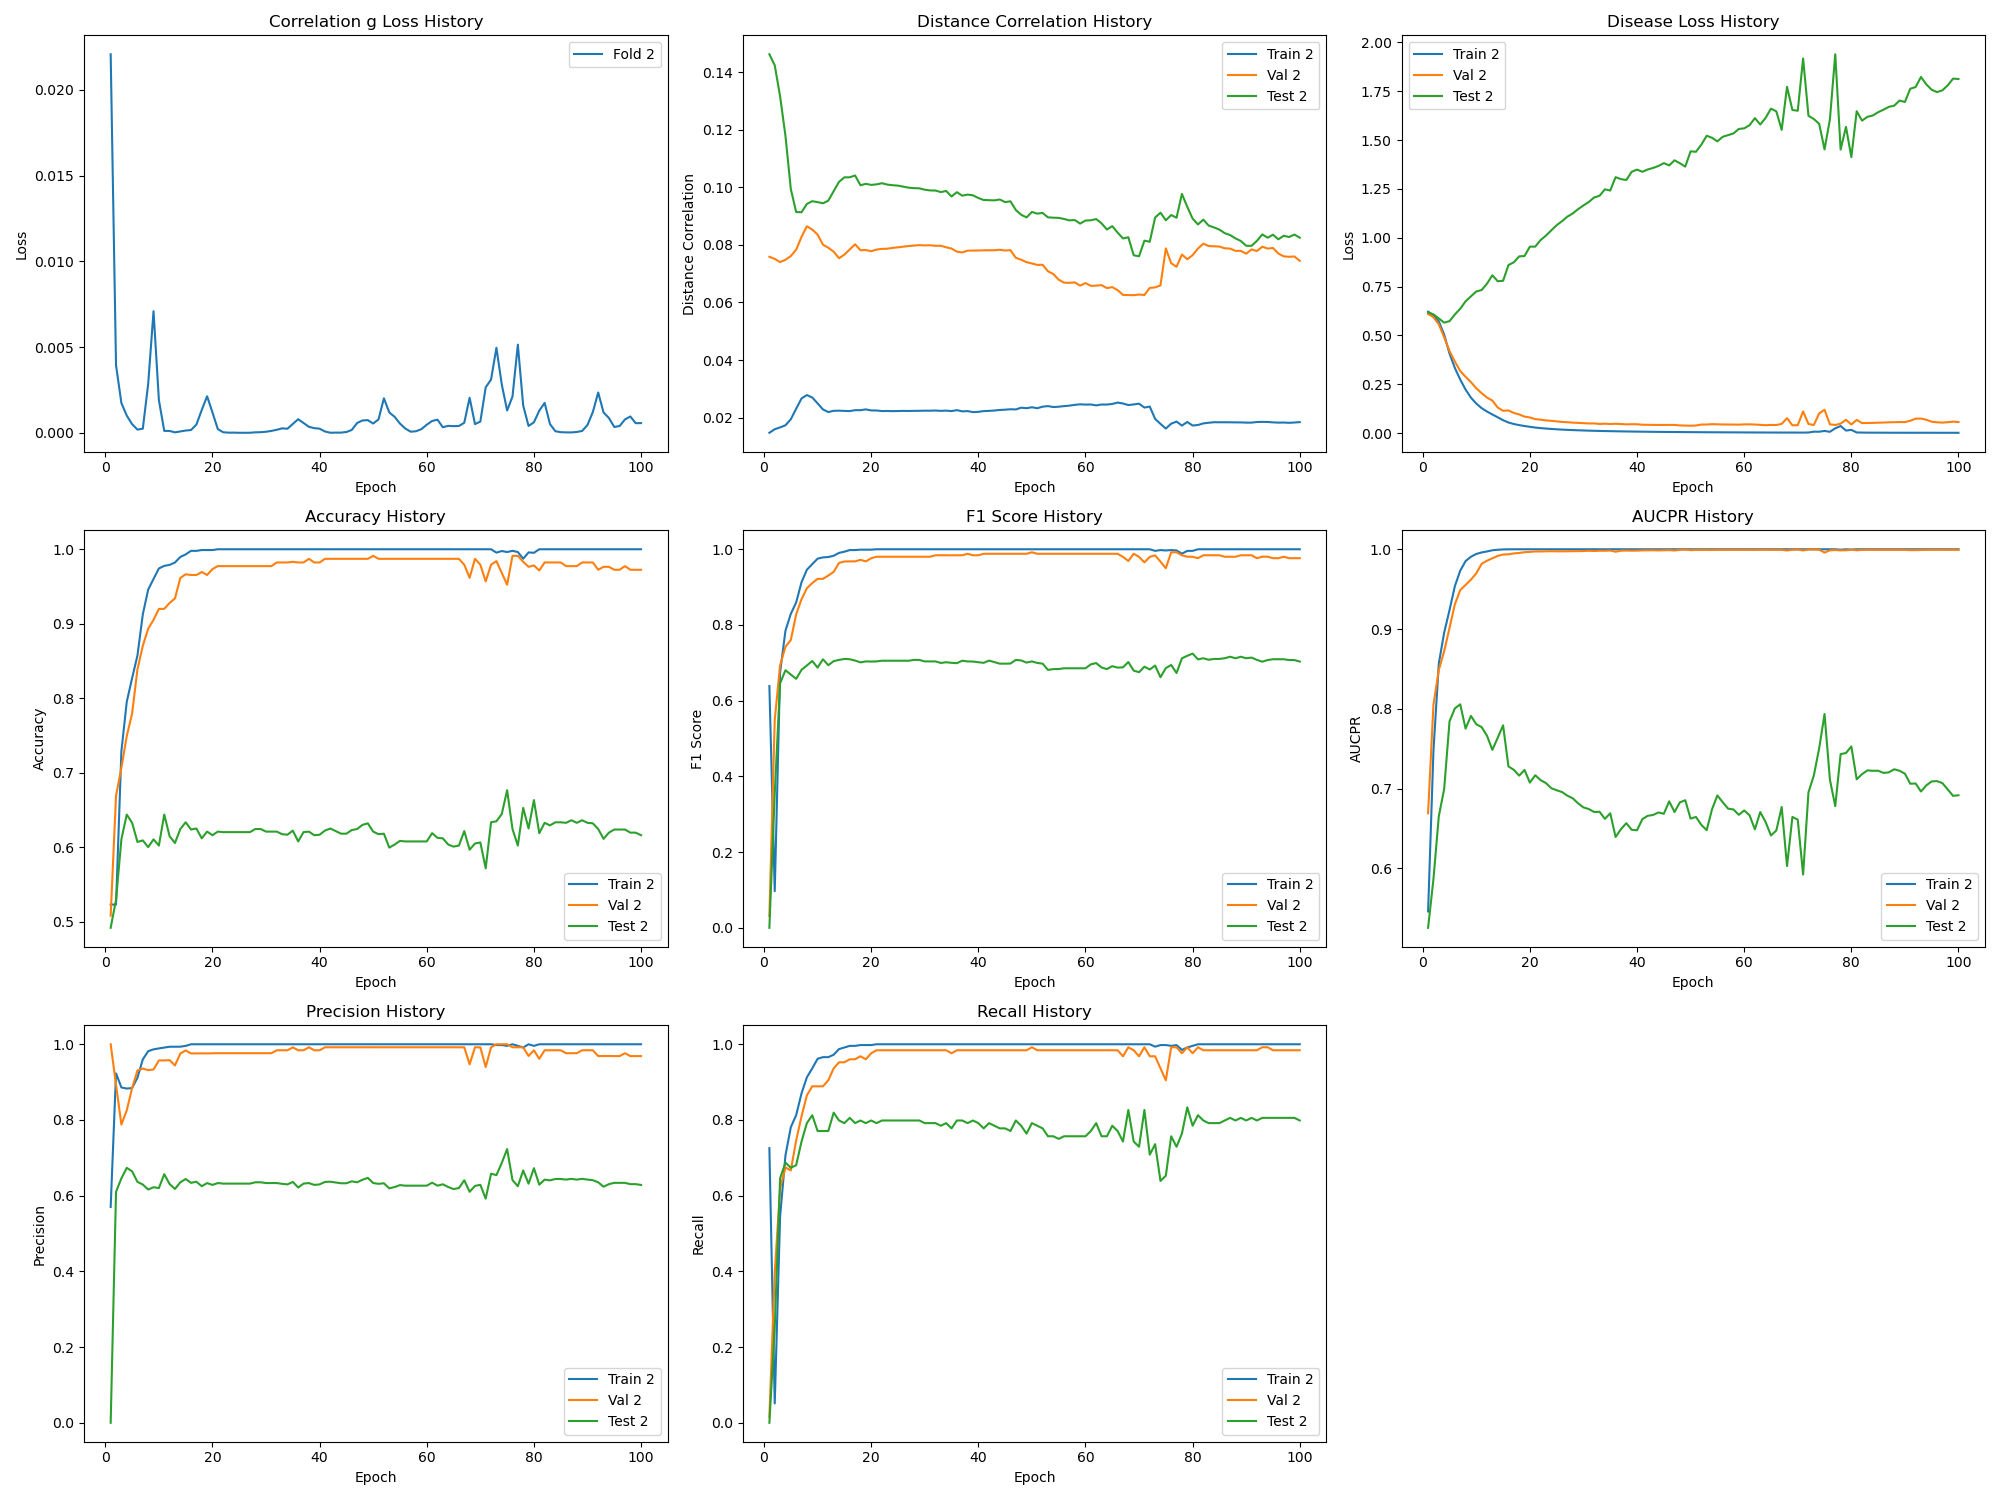 Correlation g Loss History
Loss
0.020
0.015
0.010
0.005
0.000
Fold 2
0 20 40 60 80 100
Epoch
Distance Correlation History
Distance Correlation
0.14
0.12
0.10
0.08
0.06
0.04
0.02
Train 2
Val 2
Test 2
0 20 40 60 80 100
Epoch
Disease Loss History
Loss
2.00
1.75
1.50
1.25
1.00
0.75
0.50
0.25
0.00
Train 2
Val 2
Test 2
0 20 40 60 80 100
Epoch
Accuracy History
Accuracy
1.0
0.9
0.8
0.7
0.6
0.5
Train 2
Val 2
Test 2
0 20 40 60 80 100
Epoch
F1 Score History
F1 Score
1.0
0.8
0.6
0.4
0.2
0.0
Train 2
Val 2
Test 2
0 20 40 60 80 100
Epoch
AUCPR History
AUCPR
1.0
0.9
0.8
0.7
0.6
Train 2
Val 2
Test 2
0 20 40 60 80 100
Epoch
Precision History
Precision
1.0
0.8
0.6
0.4
0.2
0.0
Train 2
Val 2
Test 2
0 20 40 60 80 100
Epoch
Recall History
Recall
1.0
0.8
0.6
0.4
0.2
0.0
Train 2
Val 2
Test 2
0 20 40 60 80 100
Epoch